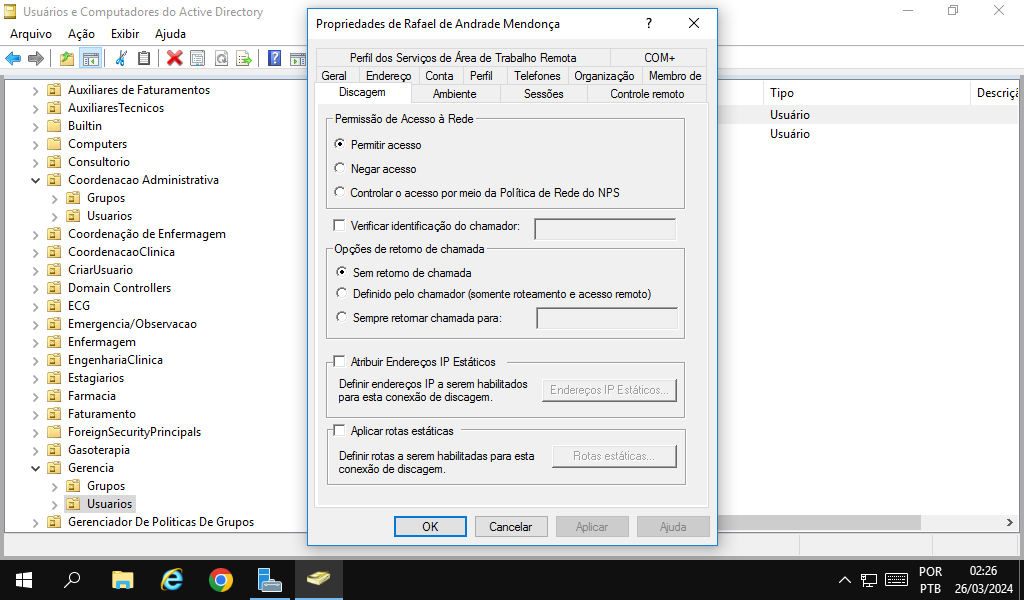 Usuários e Computadores do Active Directory
Arquivo Ação Exibir Ajuda
Auxiliares de Faturamentos
AuxiliaresTecnicos
Builtin
Computers
Consultorio
Coordenacao Administrativa
Grupos
Usuarios
Coordenação de Enfermagem
CoordenacaoClinica
CriarUsuario
Domain Controllers
ECG
Emergencia/Observacao
Enfermagem
EngenhariaClinica
Estagiarios
Farmacia
Faturamento
ForeignSecurityPrincipals
Gasoterapia
Gerencia
Grupos
Usuarios
Gerenciador De Politicas De Grupos
Propriedades de Rafael de Andrade Mendonça
?
Perfil dos Serviços de Área de Trabalho Remota COM+
Geral Endereço Conta Perfil Telefones Organização Membro de
Discagem Ambiente Sessões Controle remoto
Permissão de Acesso à Rede
Permitir acesso
Negar acesso
Controlar o acesso por meio da Política de Rede do NPS
Verificar identificação do chamador:
Opções de retorno de chamada
Sem retorno de chamada
Definido pelo chamador (somente roteamento e acesso remoto)
Sempre retornar chamada para:
Atribuir Endereços IP Estáticos
Definir endereços IP a serem habilitados
para esta conexão de discagem.
Endereços IP Estáticos...
Aplicar rotas estáticas
Definir rotas a serem habilitadas para esta
conexão de discagem.
Rotas estáticas...
OK Cancelar Aplicar Ajuda
Tipo Descriçã
Usuário
Usuário
POR
PTB
02:26
26/03/2024